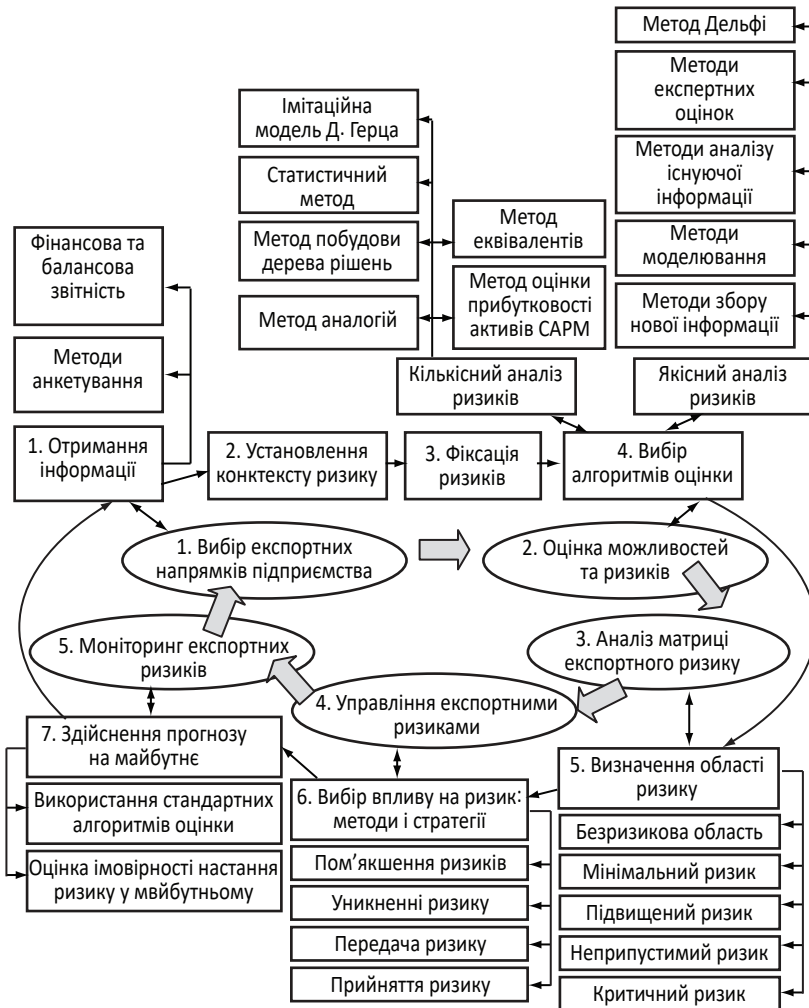 Метод Дельфі
Методи
експертних
оцінок
Імітаційна
модель Д. Герца
Методи аналізу
існуючої
інформації
Статистичний
метод
Метод
еквівалентів
Фінансова та
балансова
звітність
Метод побудови
дерева рішень
Методи
моделювання
Метод оцінки
прибутковості
активів САРМ
Метод аналогій
Методи збору
нової інформації
Методи
анкетування
Кількісний аналіз
ризиків
Якісний аналіз
ризиків
1. Отримання
інформації
2. Установлення
конктексту ризику
3. Фіксація
ризиків
4. Вибір
алгоритмів оцінки
1. Вибір експортних
напрямків підприємства
2. Оцінка можливостей
та ризиків
5. Моніторинг експортних
ризиків
3. Аналіз матриці
експортного ризику
4. Управління експортними
ризиками
7. Здійснення прогнозу
на майбутнє
5. Визначення області
ризику
6. Вибір впливу на ризик:
методи і стратегії
Використання стандартних
алгоритмів оцінки
Оцінка імовірності настання
ризику у мвйбутньому
Пом’якшення ризиків
Уникненні ризику
Передача ризику
Прийняття ризику
Безризикова область
Мінімальний ризик
Підвищений ризик
Неприпустимий ризик
Критичний ризик